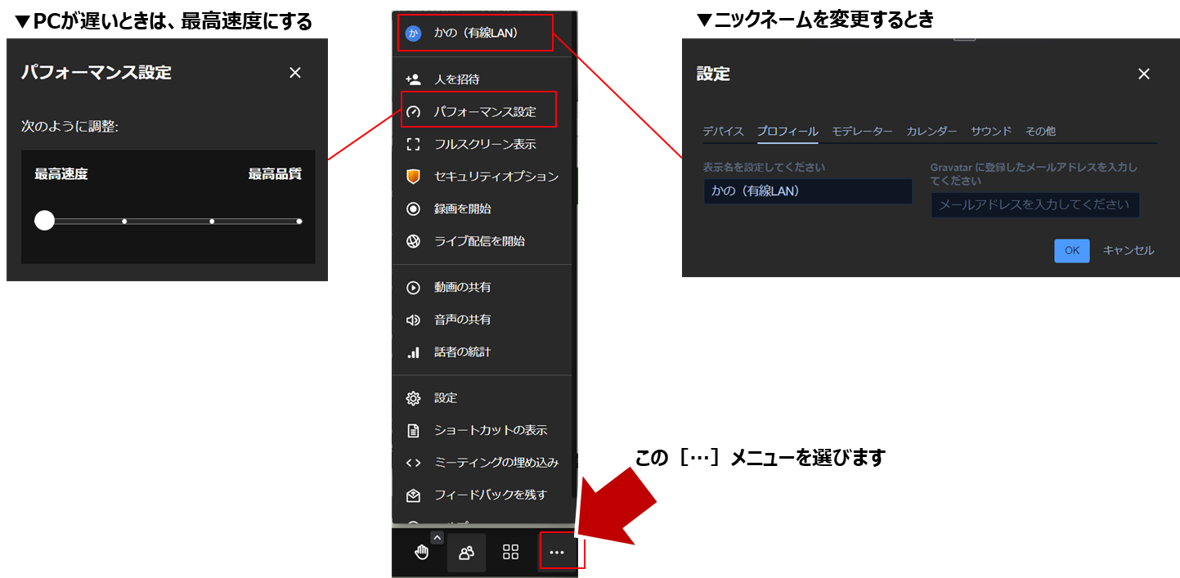 ▼PCが遅いときは、最高速度にする
パフォーマンス設定
次のように調整:
最高速度
最高品質
か かの（有線LAN）
人を招待
パフォーマンス設定
フルスクリーン表示
セキュリティオプション
録画を開始
ライブ配信を開始
動画の共有
音声の共有
話者の統計
設定
ショートカットの表示
ミーティングの埋め込み
フィードバックを残す
▼ニックネームを変更するとき
設定
デバイス プロフィール モデレーター カレンダー サウンド その他
表示名を設定してください
かの（有線LAN）
Gravatar に登録したメールアドレスを入力し
てください
メールアドレスを入力してください
OK キャンセル
この［…］メニューを選びます